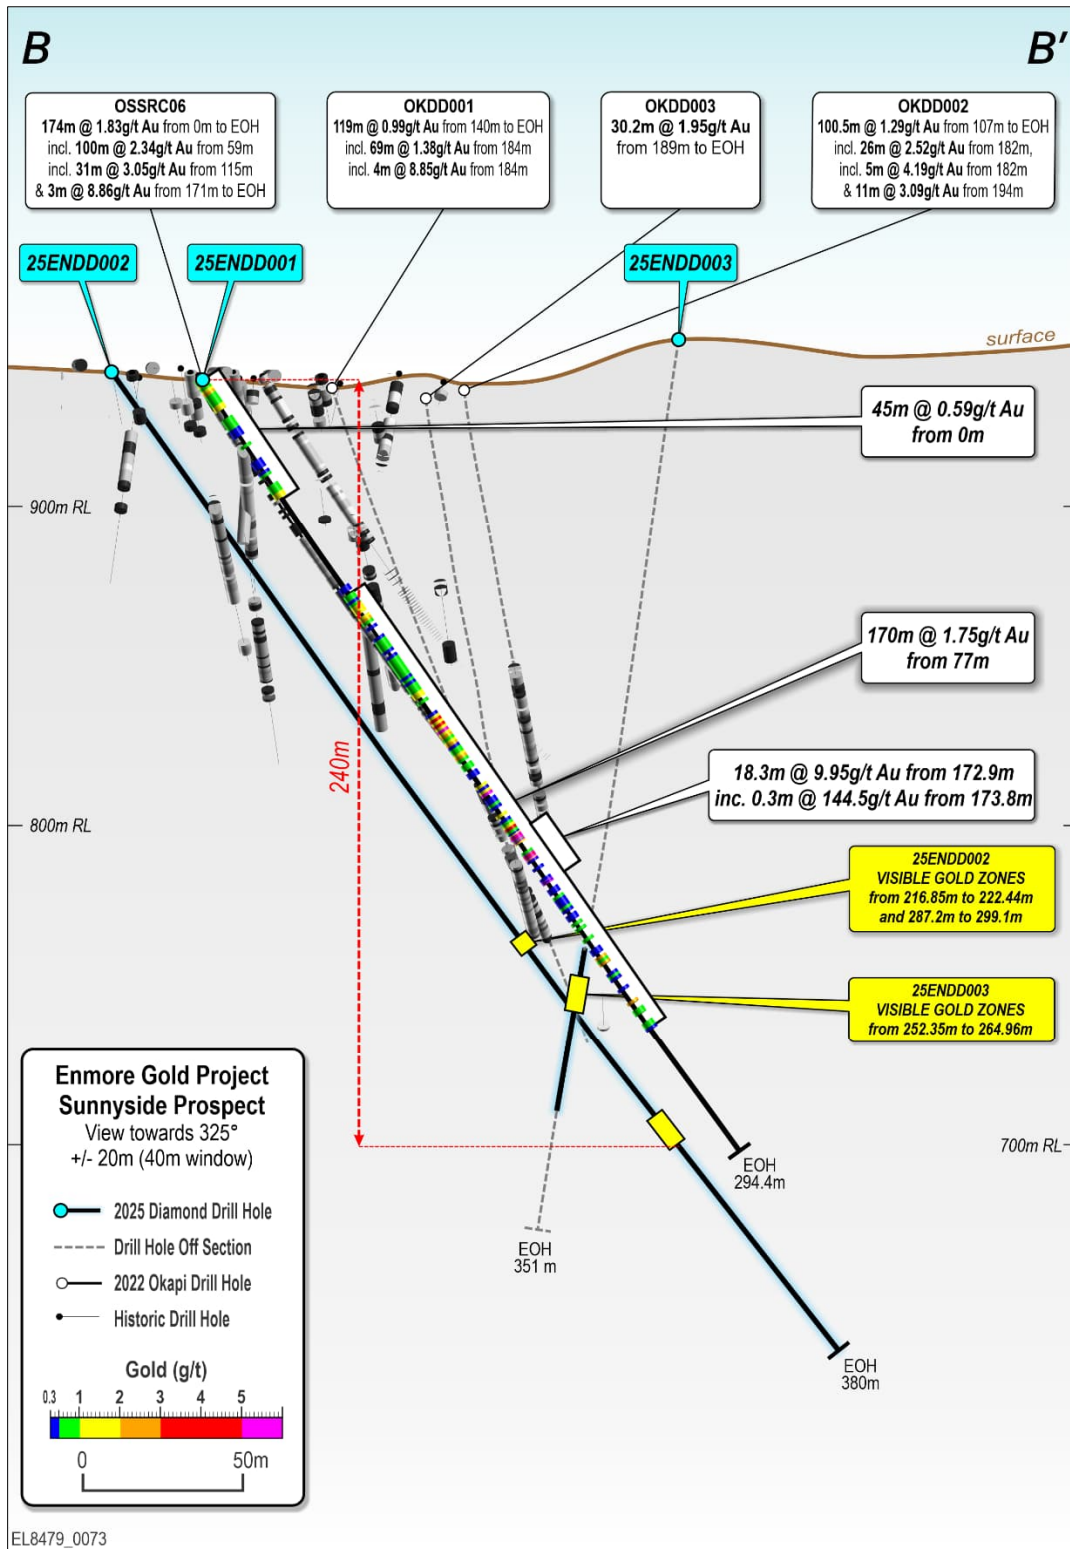 B
B'
OSSRC06
174m @ 1.83g/t Au from 0m to EOH
incl. 100m @ 2.34g/t Au from 59m
incl. 31m @ 3.05g/t Au from 115m
& 3m @ 8.86g/t Au from 171m to EOH
OKDD001
119m @ 0.99g/t Au from 140m to EOH
incl. 69m @ 1.38g/t Au from 184m
incl. 4m @ 8.85g/t Au from 184m
OKDD003
30.2m @ 1.95g/t Au
from 189m to EOH
OKDD002
100.5m @ 1.29g/t Au from 107m to EOH
incl. 26m @ 2.52g/t Au from 182m,
incl. 5m @ 4.19g/t Au from 182m
& 11m @ 3.09g/t Au from 194m
25ENDD002
25ENDD001
25ENDD003
surface
45m @ 0.59g/t Au
from 0m
900m RL
170m @ 1.75g/t Au
from 77m
240m
18.3m @ 9.95g/t Au from 172.9m
inc. 0.3m @ 144.5g/t Au from 173.8m
800m RL
25ENDD002
VISIBLE GOLD ZONES
from 216.85m to 222.44m
and 287.2m to 299.1m
25ENDD003
VISIBLE GOLD ZONES
from 252.35m to 264.96m
700m RL
EOH
294.4m
EOH
351 m
EOH
380m
Enmore Gold Project
Sunnyside Prospect
View towards 325°
+/- 20m (40m window)
2025 Diamond Drill Hole
Drill Hole Off Section
2022 Okapi Drill Hole
Historic Drill Hole
Gold (g/t)
0.3 1 2 3 4 5
0 50m
EL8479_0073